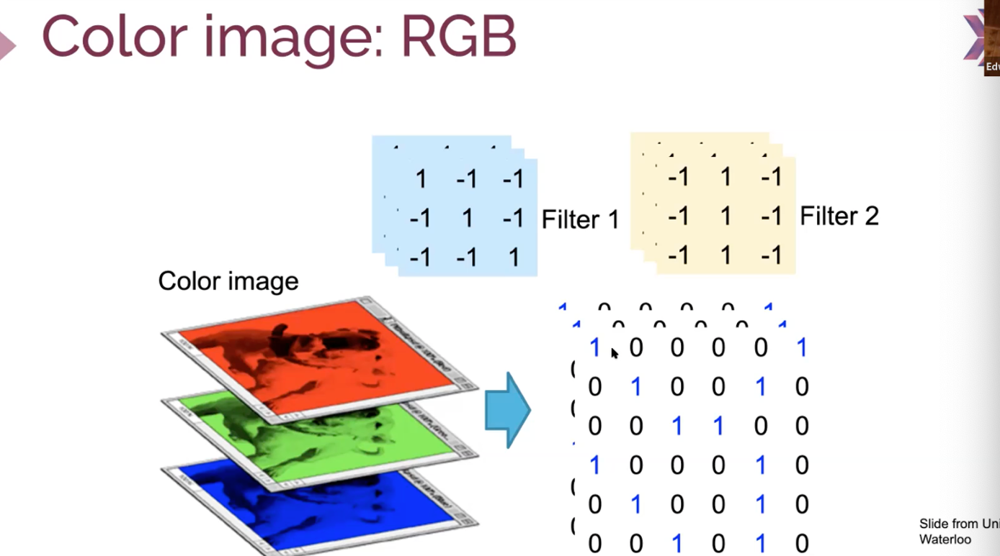 Color image: RGB
Edw
1 -1 -1
-1 1 -1
-1 -1 1
Filter 1
-1 1 -1
-1 1 -1
-1 1 -1
Filter 2
Color image
1 0 0 0 0 1
0 1 0 0 1 0
0 0 1 1 0 0
1 0 0 0 1 0
0 1 0 0 1 0
0 0 1 0 1 0
Slide from Uni
Waterloo